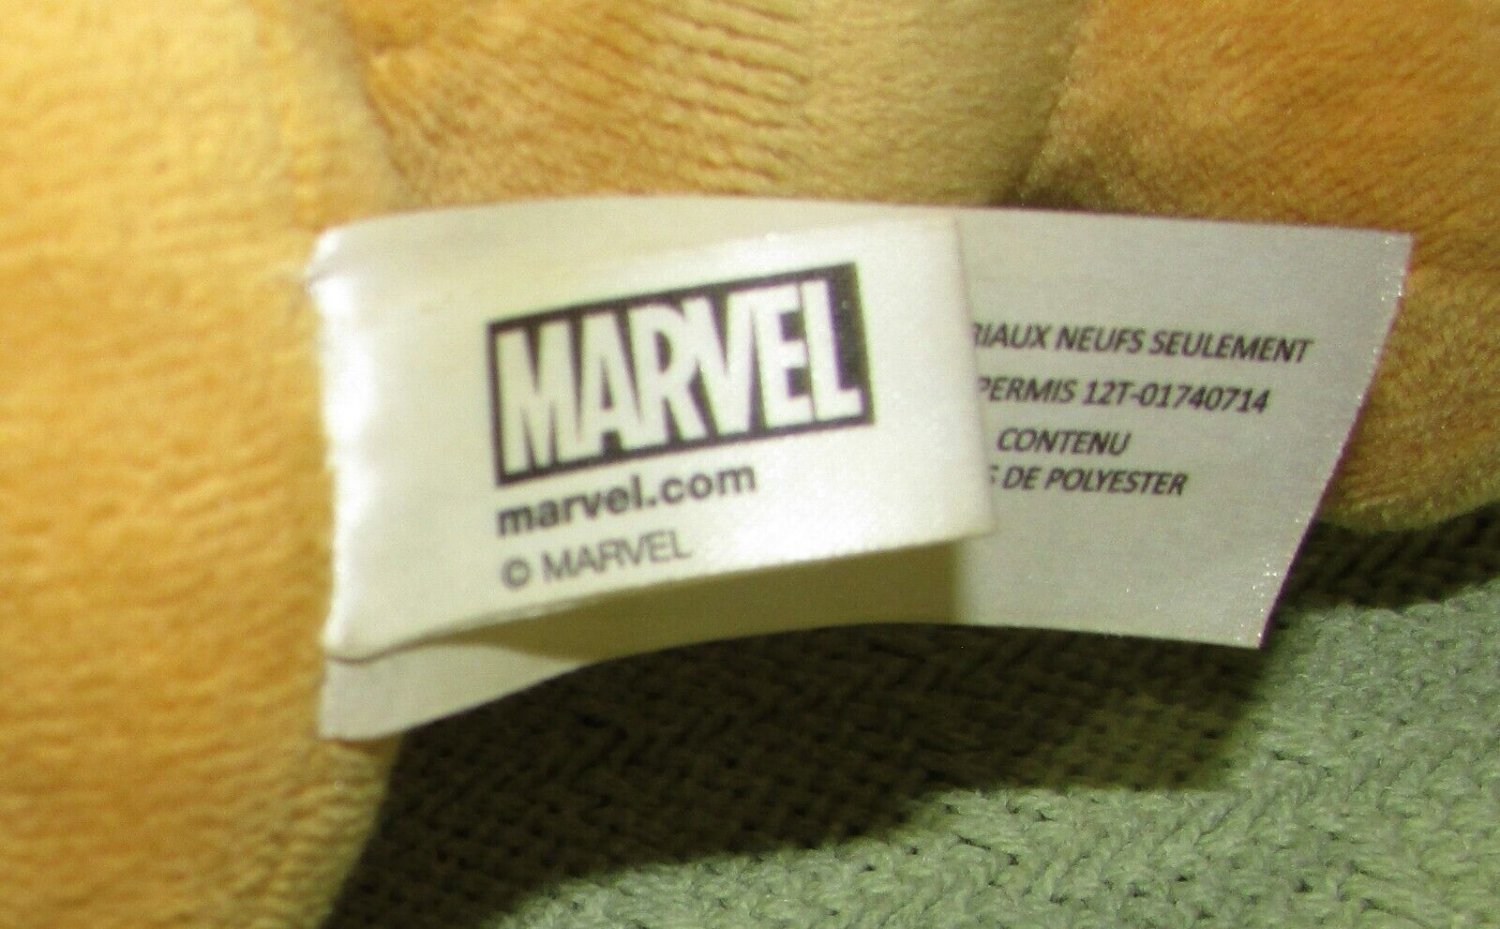 MARVEL
marvel.com
© MARVEL
RIAUX NEUFS SEULEMENT
PERMIS 12T-01740714
CONTENU
S DE POLYESTER